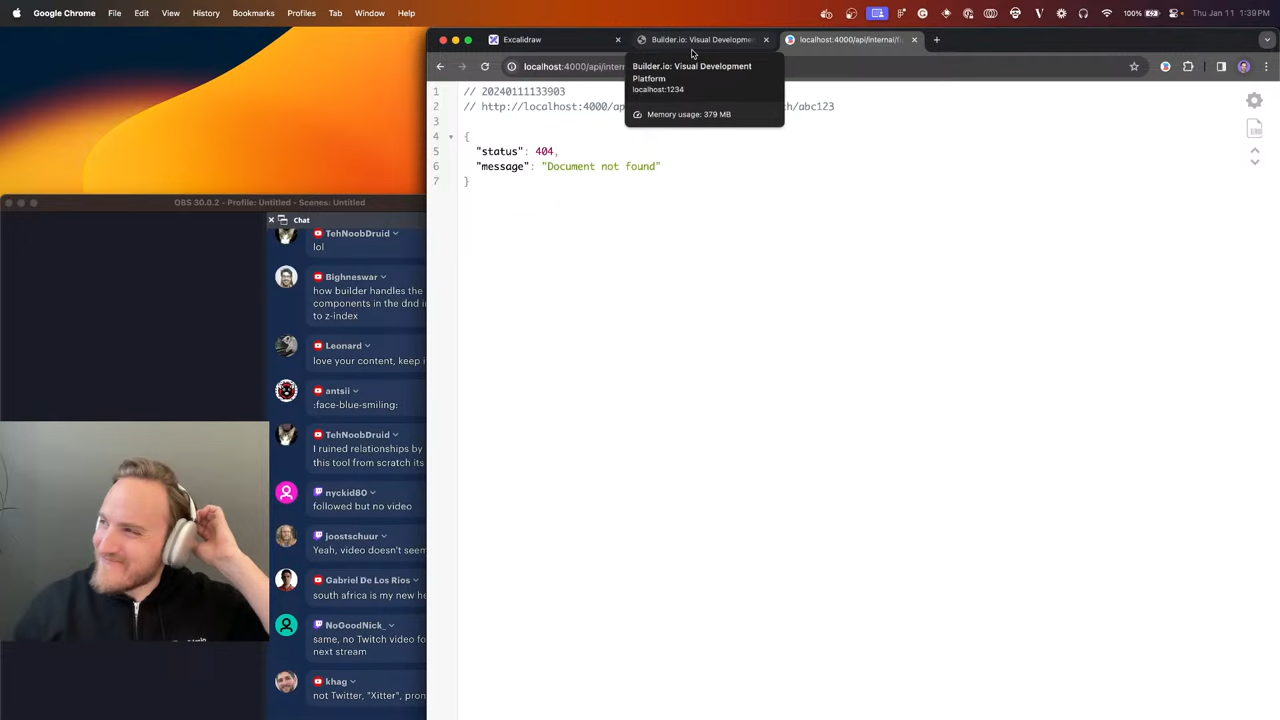 Google Chrome File Edit View History Bookmarks Profiles Tab Window Help
100% Thu Jan 11 1:39 PM
Excalidraw
Builder.io: Visual Developme
localhost:4000/api/internal/fi
localhost:4000/api/intern
Builder.io: Visual Development
Platform
localhost:1234
Memory usage: 379 MB
1 // 20240111133903
2 // http://localhost:4000/ap
h/abc123
3
4 {
5 "status": 404,
6 "message": "Document not found"
7 }
OBS 30.0.2 - Profile: Untitled - Scenes: Untitled
Chat
TehNoobDruid
lol
Bighneswar
how builder handles the
components in the dnd i
to z-index
Leonard
love your content, keep i
antsii
:face-blue-smiling:
TehNoobDruid
I ruined relationships by
this tool from scratch its
nyckid80
followed but no video
joostschuur
Yeah, video doesn't seem
Gabriel De Los Rios
south africa is my new he
NoGoodNick_
same, no Twitch video fo
next stream
khag
not Twitter, "Xitter", pron